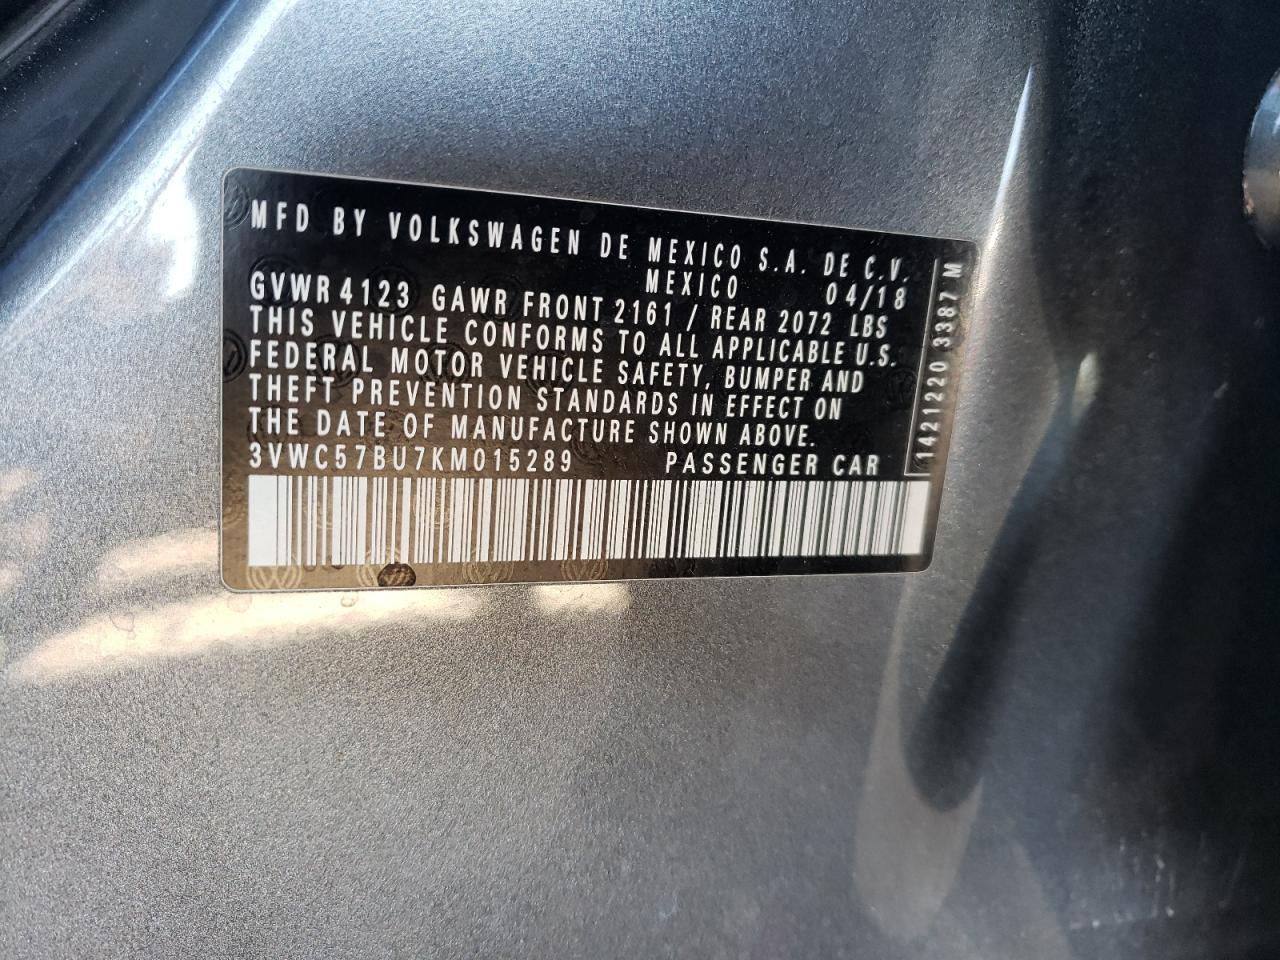 MFD BY VOLKSWAGEN DE MEXICO S.A. DE C.V.
MEXICO 04/18
GVWR 4123 GAWR FRONT 2161 / REAR 2072 LBS
THIS VEHICLE CONFORMS TO ALL APPLICABLE U.S.
FEDERAL MOTOR VEHICLE SAFETY, BUMPER AND
THEFT PREVENTION STANDARDS IN EFFECT ON
THE DATE OF MANUFACTURE SHOWN ABOVE.
3VWC57BU7KM015289 PASSENGER CAR
1421220 3387 M